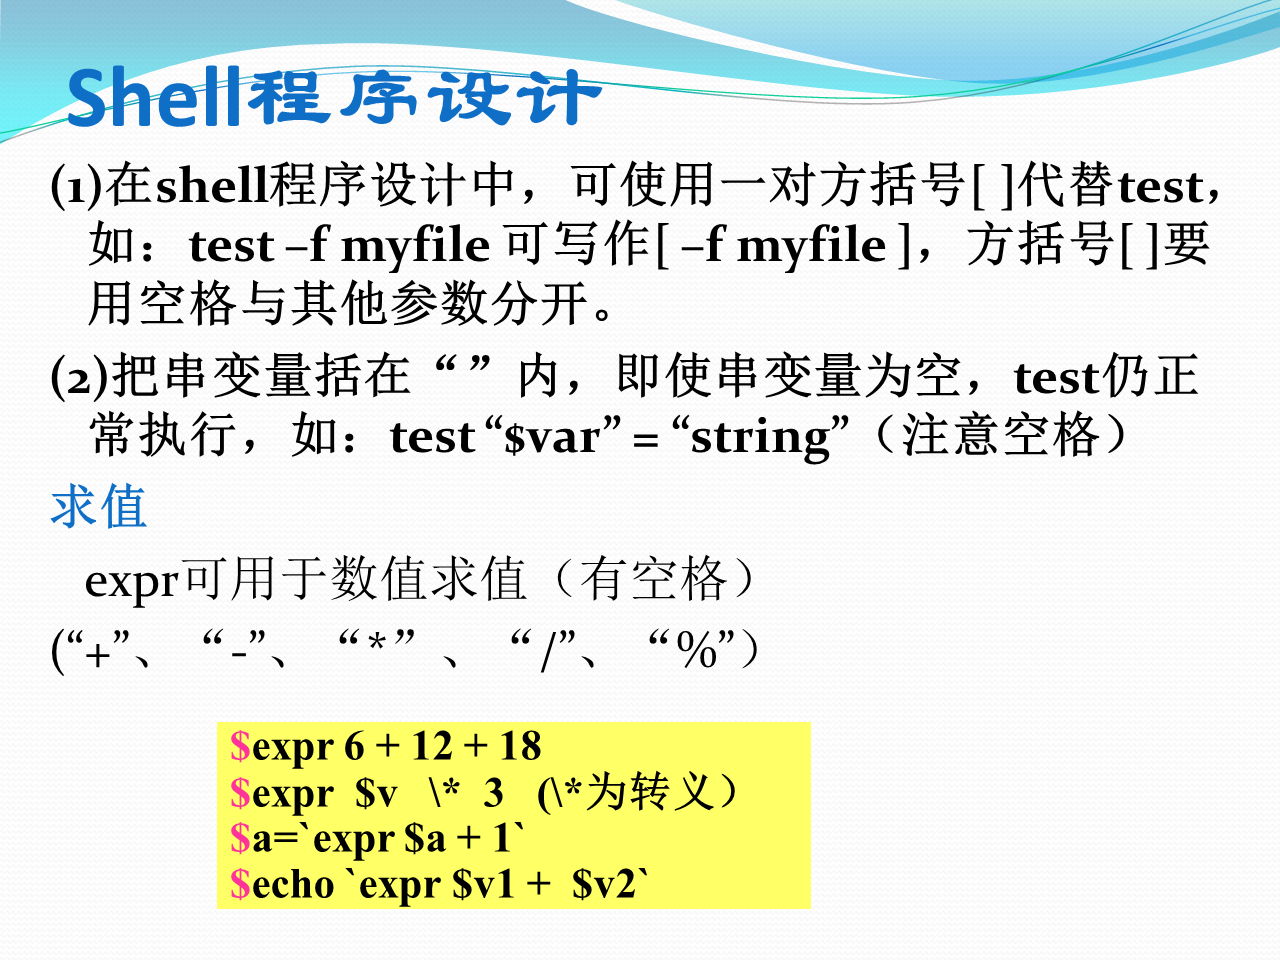 Shell程序设计
(1)在shell程序设计中，可使用一对方括号[ ]代替test，
如：test –f myfile 可写作[ –f myfile ]，方括号[ ]要
用空格与其他参数分开。
(2)把串变量括在“ ”内，即使串变量为空，test仍正
常执行，如：test “$var” = “string”（注意空格）
求值
expr可用于数值求值（有空格）
(“+”、“-”、“*”、“/”、“%”）
$expr 6 + 12 + 18
$expr $v \* 3 (\*为转义）
$a=`expr $a + 1`
$echo `expr $v1 + $v2`